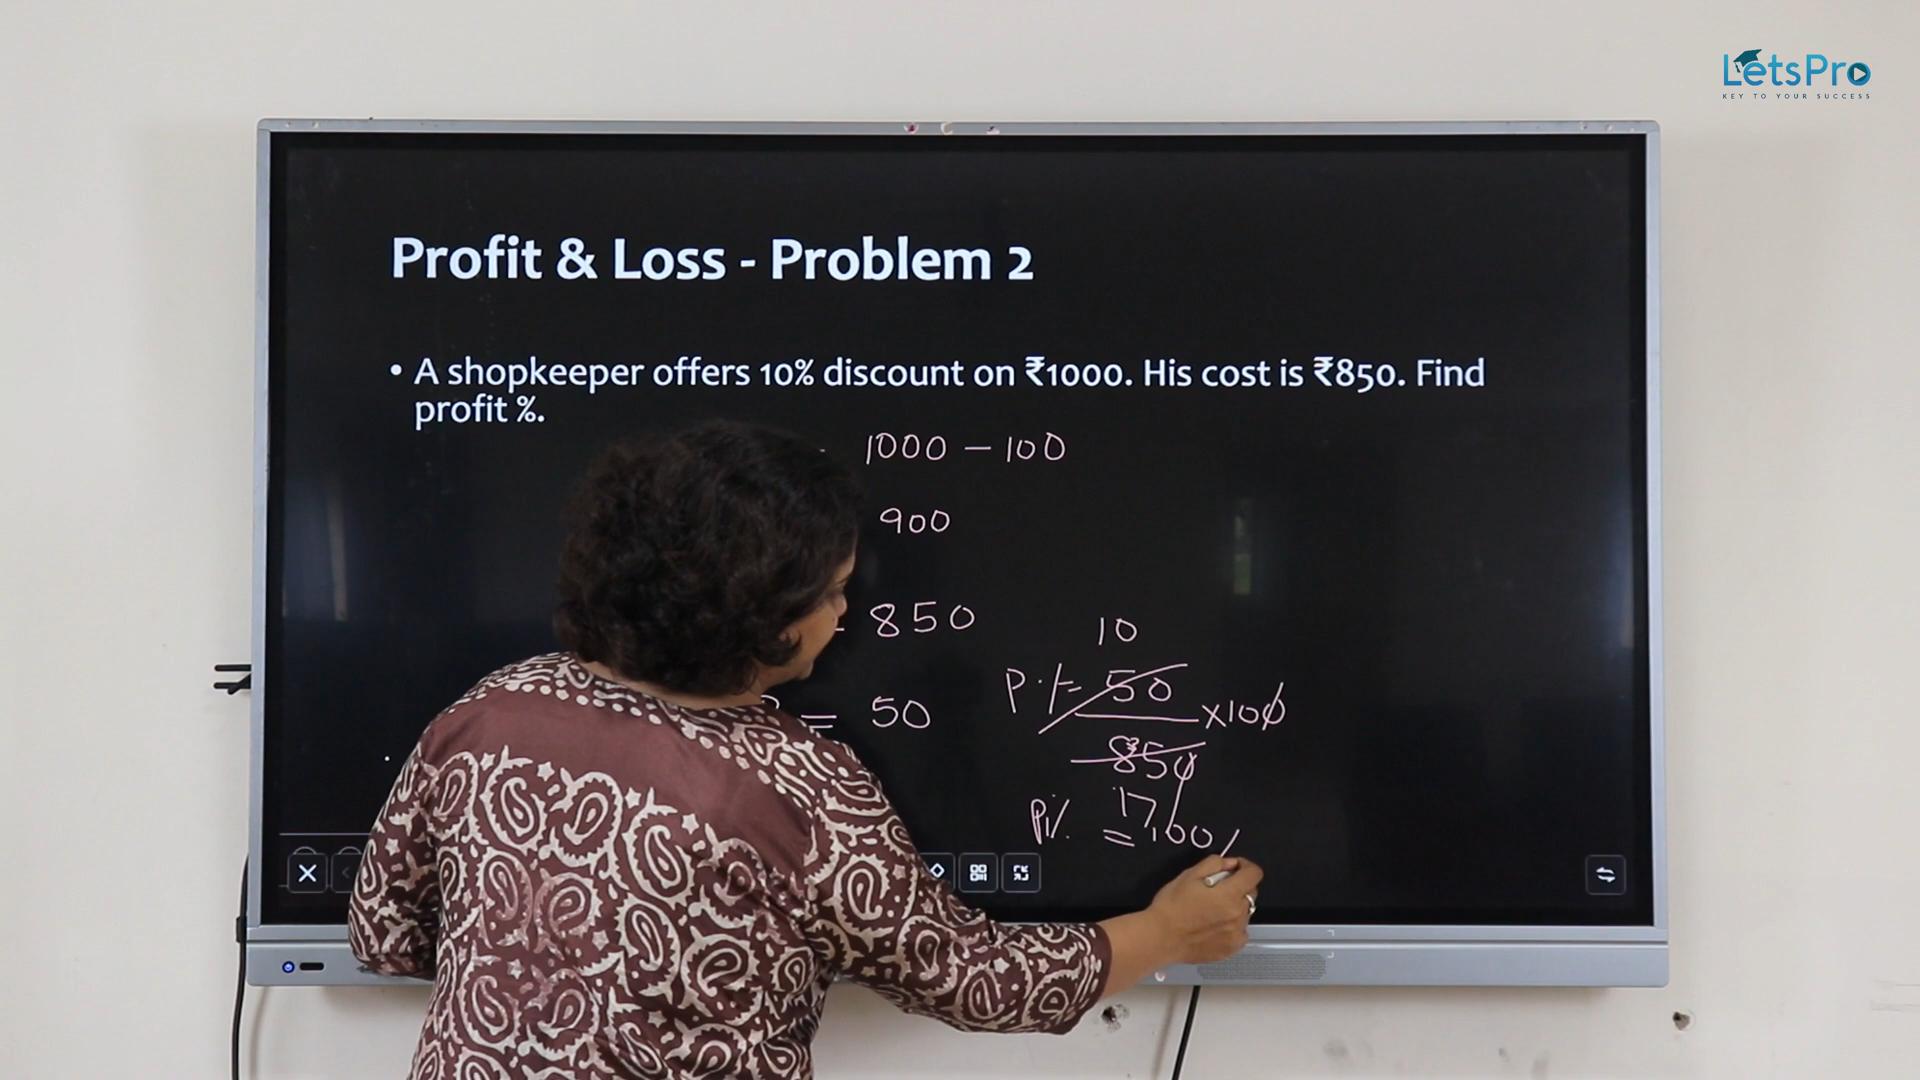 LetsPro
KEY TO YOUR SUCCESS
Profit & Loss - Problem 2
• A shopkeeper offers 10% discount on ₹1000. His cost is ₹850. Find
profit %.
1000 - 100
900
= 850
10
P% = 50
= 50
×100
850
17
P% = 100/